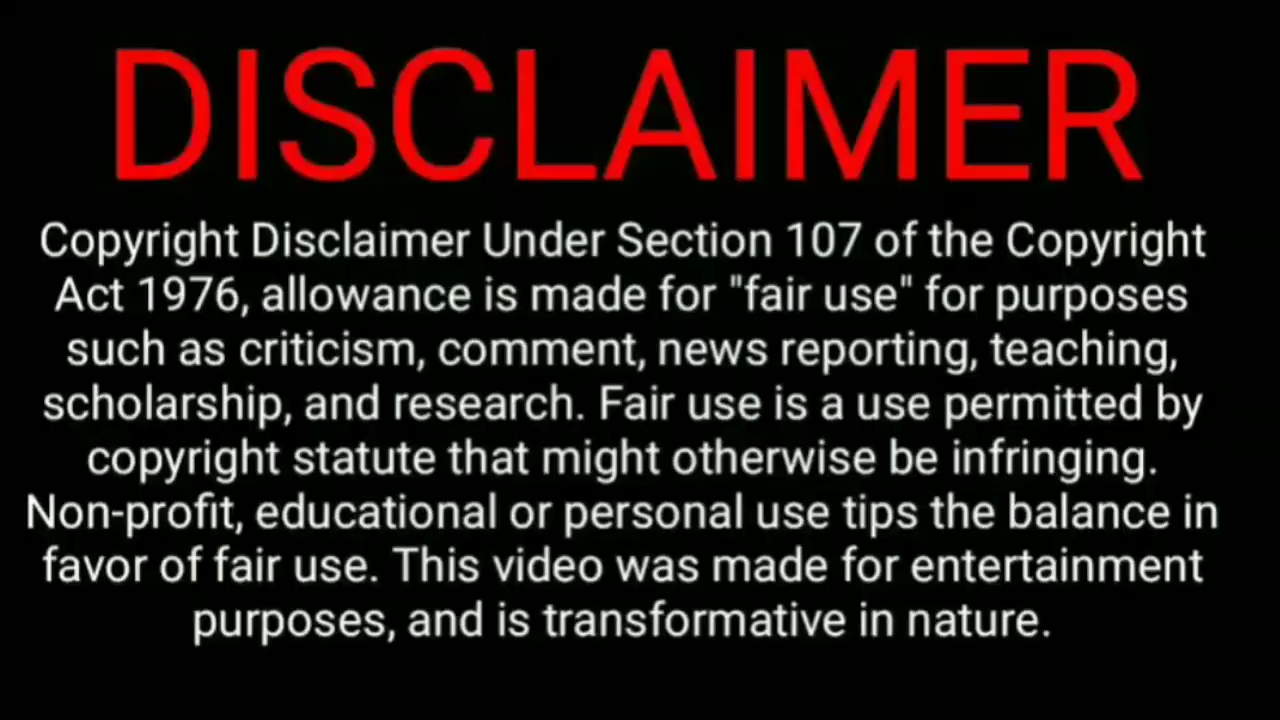 DISCLAIMER
Copyright Disclaimer Under Section 107 of the Copyright
Act 1976, allowance is made for "fair use" for purposes
such as criticism, comment, news reporting, teaching,
scholarship, and research. Fair use is a use permitted by
copyright statute that might otherwise be infringing.
Non-profit, educational or personal use tips the balance in
favor of fair use. This video was made for entertainment
purposes, and is transformative in nature.